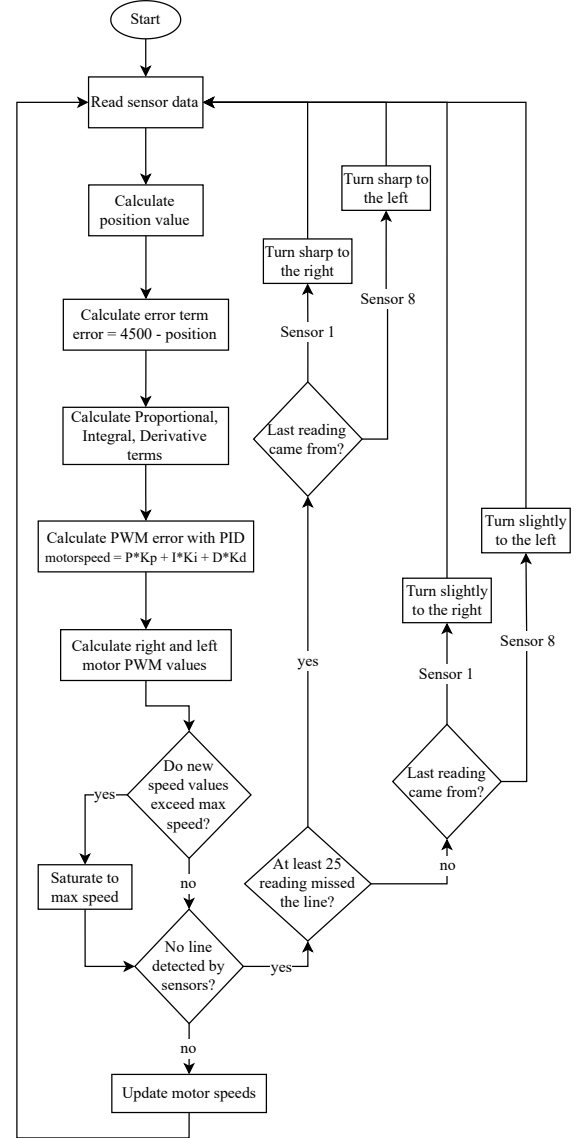 Start
Read sensor data
Calculate
position value
Calculate error term
error = 4500 - position
Calculate Proportional,
Integral, Derivative
terms
Calculate PWM error with PID
motorspeed = P*Kp + I*Ki + D*Kd
Calculate right and left
motor PWM values
Do new
speed values
exceed max
speed?
yes
Saturate to
max speed
no
No line
detected by
sensors?
yes
no
Update motor speeds
At least 25
reading missed
the line?
yes
no
Last reading
came from?
Sensor 1
Sensor 8
Turn sharp to
the right
Turn sharp to
the left
Last reading
came from?
Sensor 1
Sensor 8
Turn slightly
to the right
Turn slightly
to the left